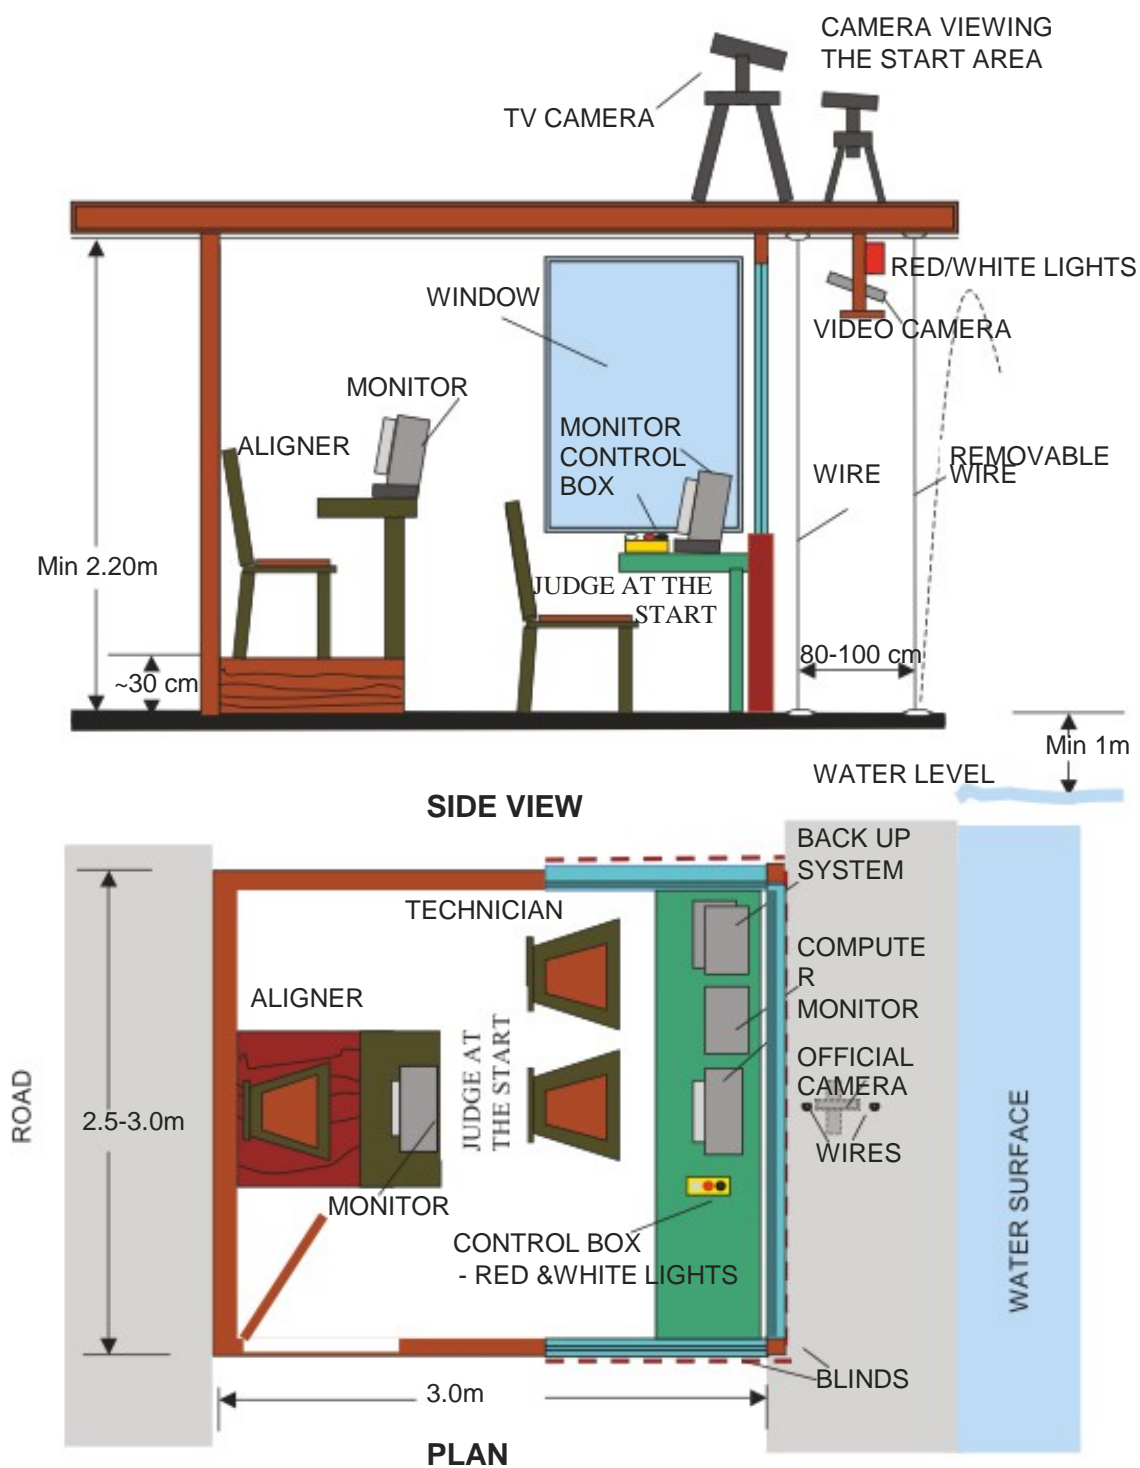 CAMERA VIEWING
THE START AREA
TV CAMERA
RED/WHITE LIGHTS
WINDOW
VIDEO CAMERA
MONITOR
ALIGNER
MONITOR
CONTROL
BOX
WIRE
REMOVABLE
WIRE
Min 2.20m
JUDGE AT THE
START
80-100 cm
~30 cm
Min 1m
WATER LEVEL
SIDE VIEW
BACK UP
SYSTEM
TECHNICIAN
COMPUTE
R
MONITOR
ALIGNER
JUDGE AT
THE START
OFFICIAL
CAMERA
ROAD
2.5-3.0m
WIRES
WATER SURFACE
MONITOR
CONTROL BOX
- RED &WHITE LIGHTS
BLINDS
3.0m
PLAN